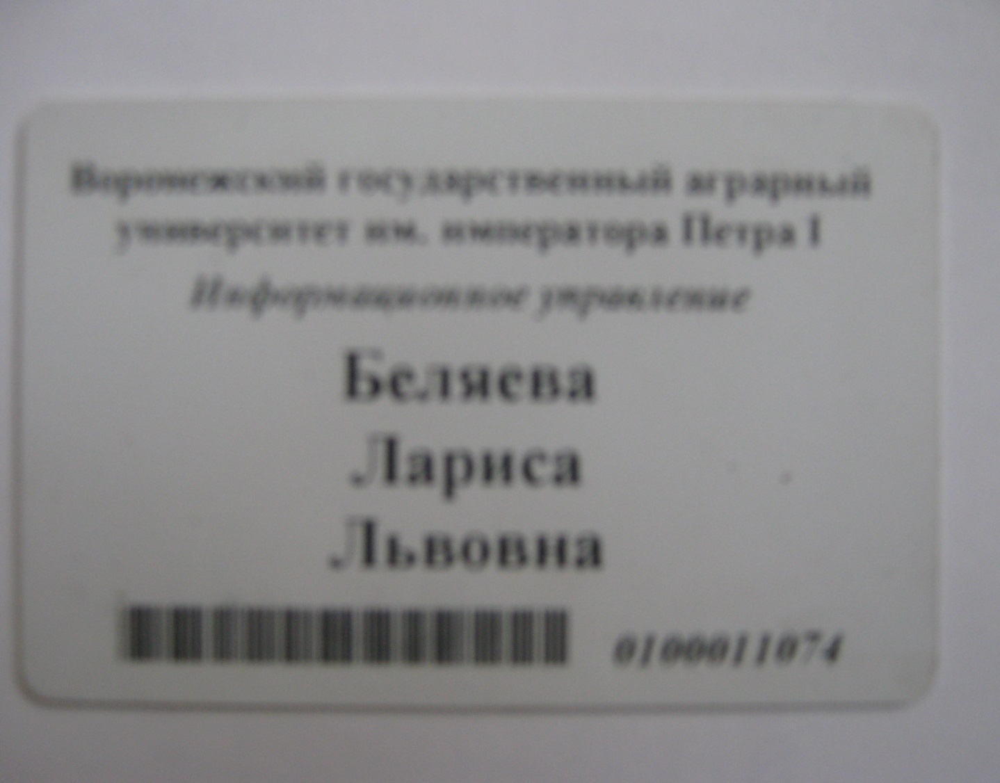 Воронежский государственный аграрный
университет им. императора Петра I
Информационное управление
Беляева
Лариса
Львовна
0100011074